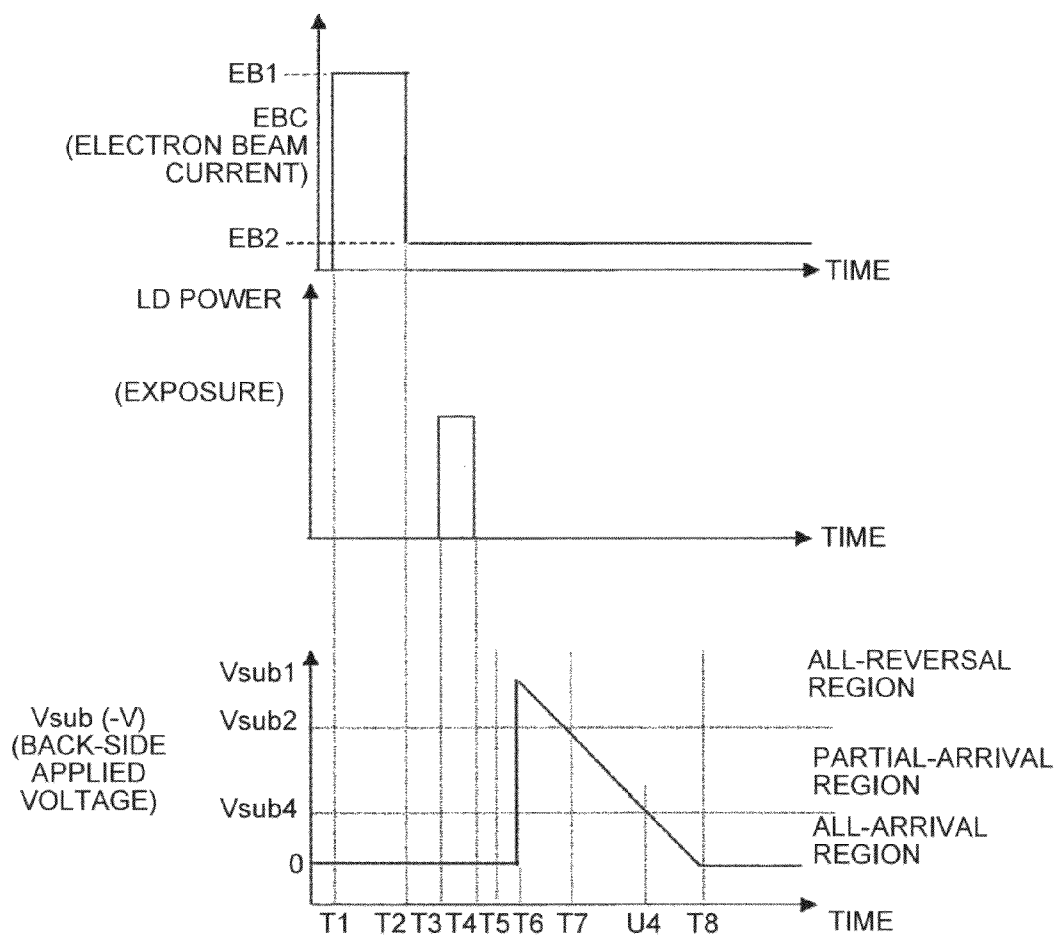 EB1
EBC
(ELECTRON BEAM
CURRENT)
EB2
TIME
LD POWER
(EXPOSURE)
TIME
Vsub1
ALL-REVERSAL
REGION
Vsub (-V)
(BACK-SIDE
APPLIED
VOLTAGE)
Vsub2
PARTIAL-ARRIVAL
REGION
Vsub4
ALL-ARRIVAL
REGION
0
T1 T2 T3 T4 T5 T6 T7 U4 T8 TIME